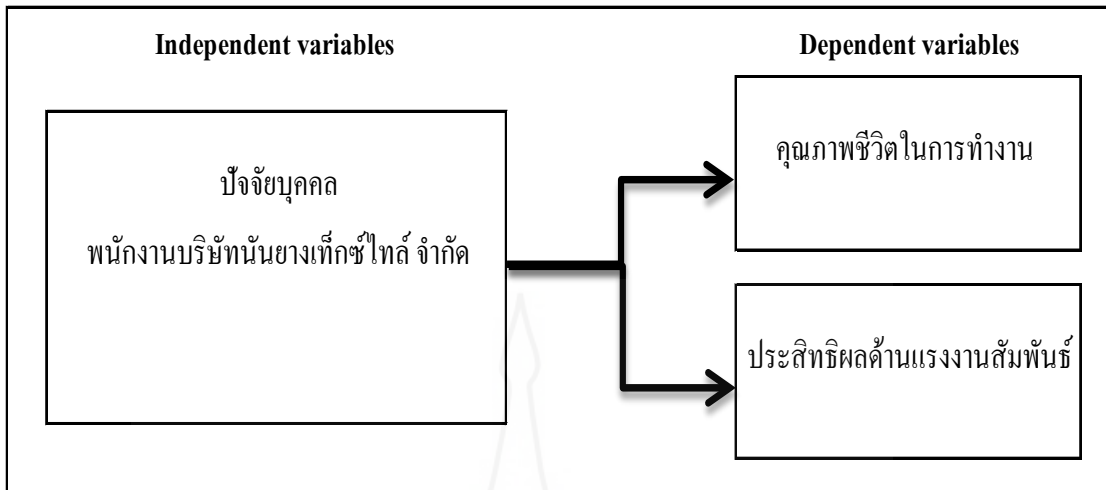 Independent variables
Dependent variables
ปัจจัยบุคคล
พนักงานบริษัทนันยางเท็กซ์ไทล์ จำกัด
คุณภาพชีวิตในการทำงาน
ประสิทธิผลด้านแรงงานสัมพันธ์